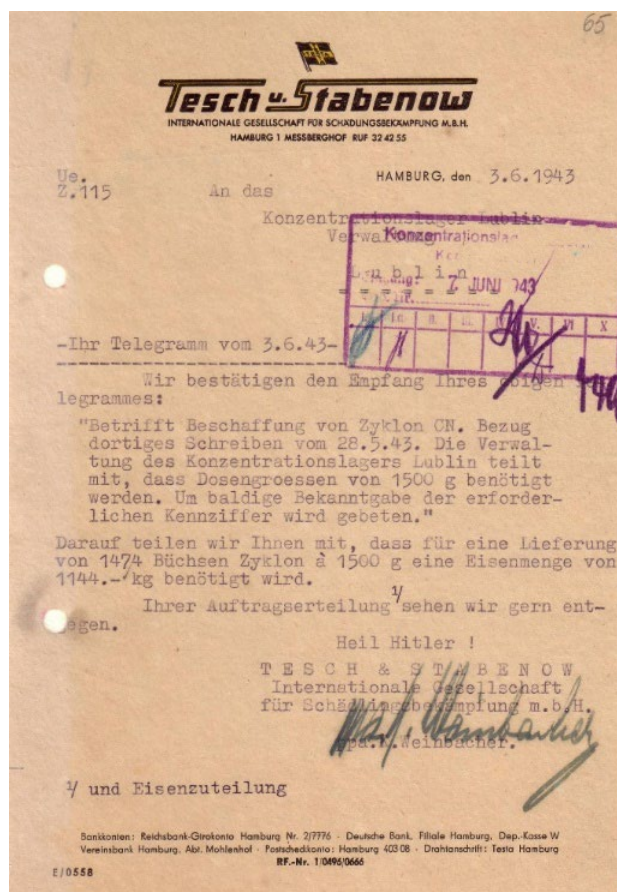 65
Tesch u. Stabenow
INTERNATIONALE GESELLSCHAFT FÜR SCHÄDLINGSBEKÄMPFUNG M.B.H.
HAMBURG 1 MESSBERGHOF RUF 32 42 55
Ue.
Z.115
HAMBURG, den 3.6.1943
An das
Konzentrationslager Lublin
Verwaltung
Lublin
Konzentrationslag
7. JUNI 1943
-Ihr Telegramm vom 3.6.43-
Wir bestätigen den Empfang Ihres obigen
legrammes:
"Betrifft Beschaffung von Zyklon CN. Bezug
dortiges Schreiben vom 28.5.43. Die Verwal-
tung des Konzentrationslagers Lublin teilt
mit, dass Dosengroessen von 1500 g benötigt
werden. Um baldige Bekanntgabe der erforder-
lichen Kennziffer wird gebeten."
Darauf teilen wir Ihnen mit, dass für eine Lieferung
von 1474 Büchsen Zyklon à 1500 g eine Eisenmenge von
1144.- kg benötigt wird.
Ihrer Auftragserteilung 1/ sehen wir gern ent-
gegen.
Heil Hitler !
TESCH & STABENOW
Internationale Gesellschaft
für Schädlingsbekämpfung m.b.H.
ppa.K.Weinbacher.
1/ und Eisenzuteilung
Bankkonten: Reichsbank-Girokonto Hamburg Nr. 2/7776 · Deutsche Bank, Filiale Hamburg, Dep.-Kasse W
Vereinsbank Hamburg, Abt. Mohlenhof · Postscheckkonto: Hamburg 403 08 · Drahtanschrift: Testa Hamburg
RF.-Nr. 1/0496/0666
E/0558